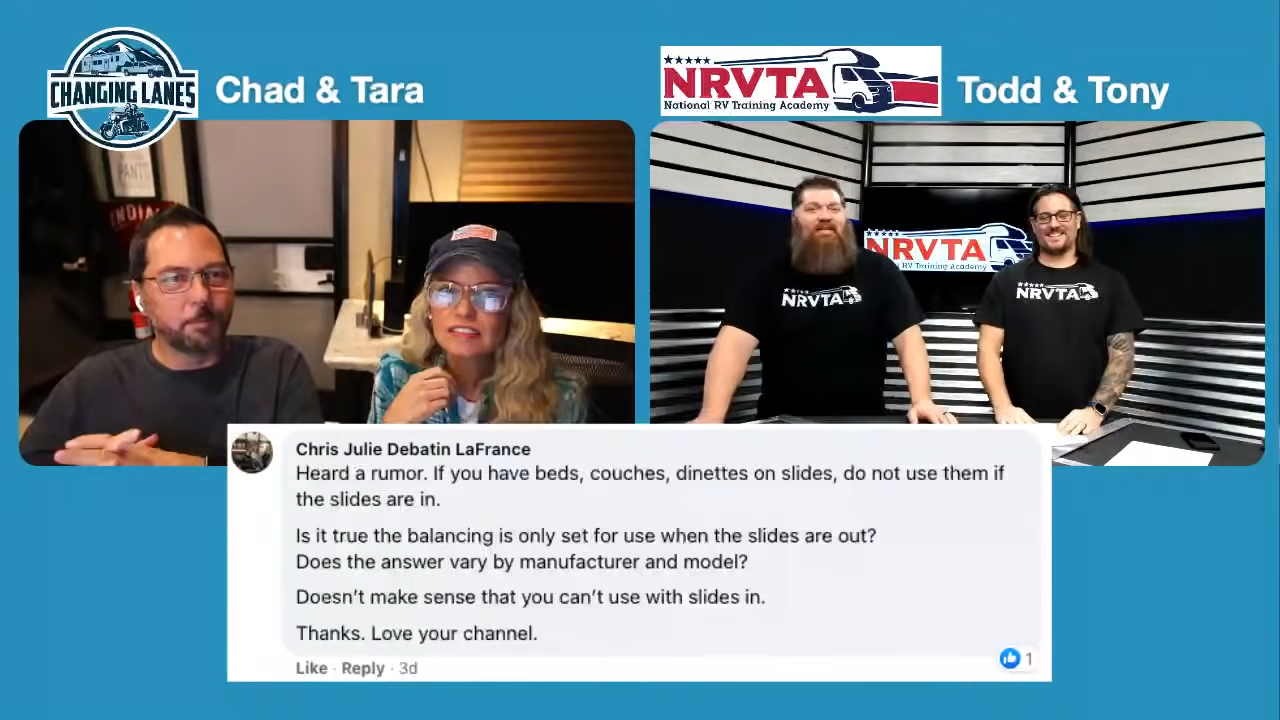 CHANGING LANES
Chad & Tara
NRVTA
National RV Training Academy
Todd & Tony
INDIA
NRVTA
RV Training Academy
NRVTA
NRVTA
Chris Julie Debatin LaFrance
Heard a rumor. If you have beds, couches, dinettes on slides, do not use them if
the slides are in.
Is it true the balancing is only set for use when the slides are out?
Does the answer vary by manufacturer and model?
Doesn’t make sense that you can’t use with slides in.
Thanks. Love your channel.
Like · Reply · 3d
1